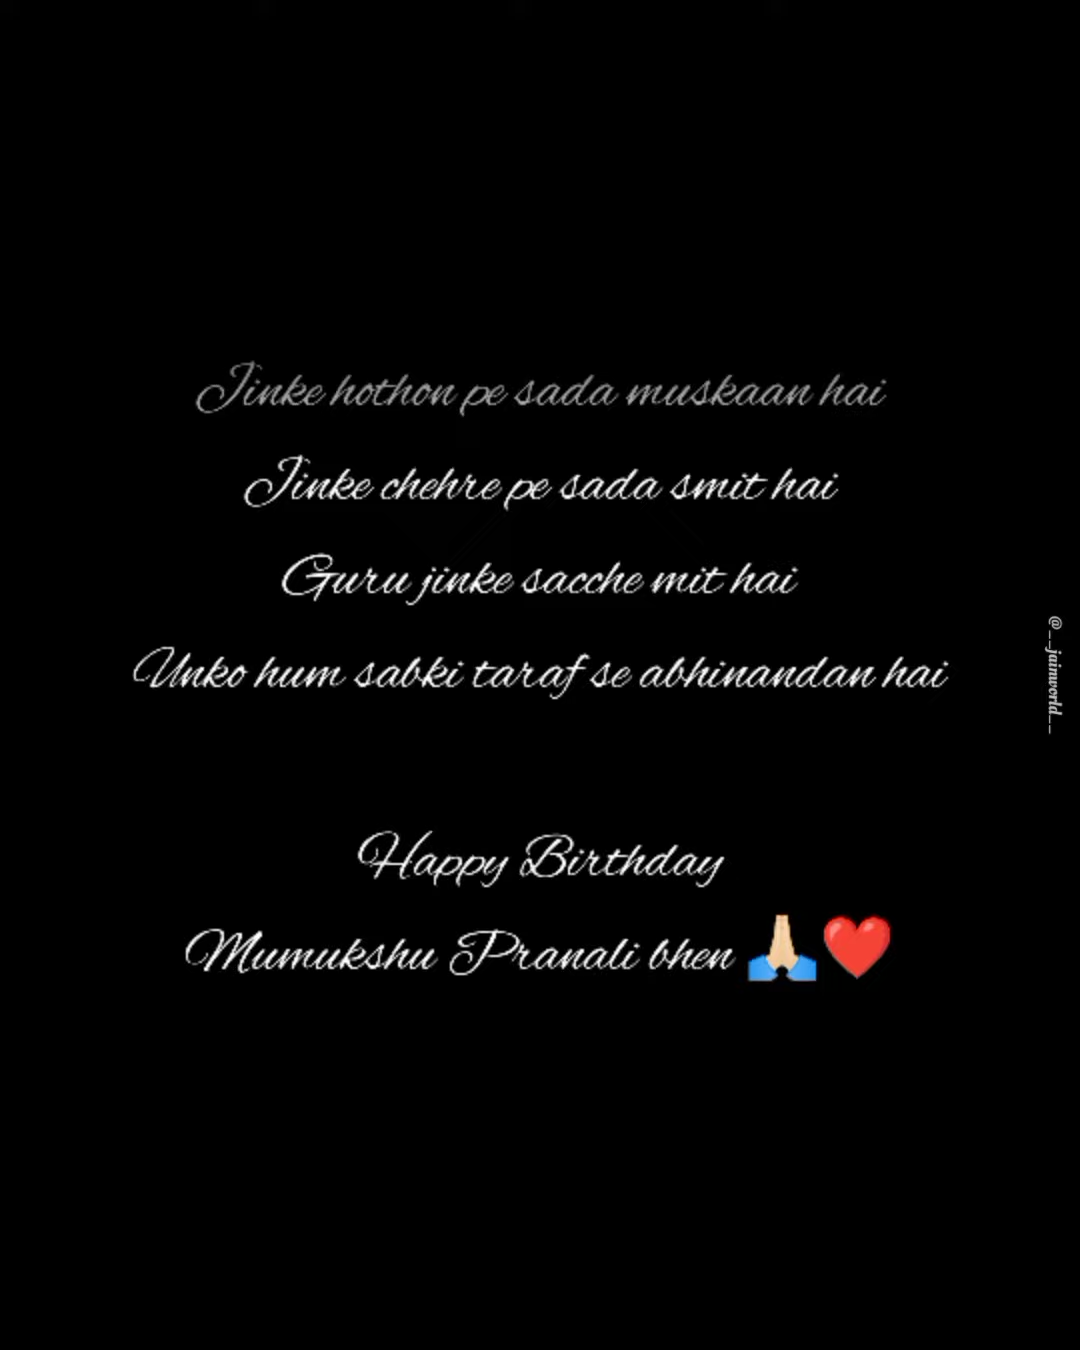 Jinke hothon pe sada muskaan hai
Jinke chehre pe sada smit hai
Guru jinke sacche mit hai
Unko hum sabki taraf se abhinandan hai
Happy Birthday
Mumukshu Pranali bhen 🙏🏻❤️
@__jainworld__